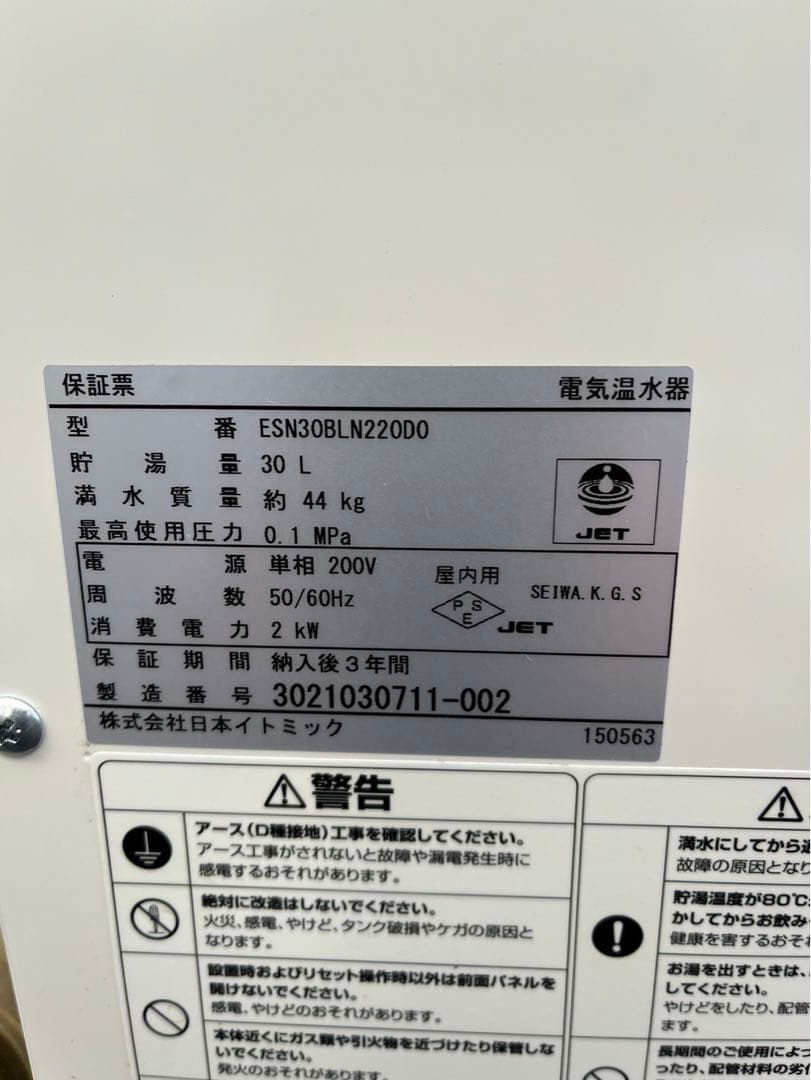 保証票 電気温水器
型番 ESN30BLN220D0
貯湯量 30 L
満水質量 約 44 kg
最高使用圧力 0.1 MPa
JET
電源 単相 200V
周波数 50/60Hz
消費電力 2 kW
屋内用
PSE JET
SEIWA.K.G.S
保証期間 納入後3年間
製造番号 3021030711-002
株式会社日本イトミック 150563
警告
アース(D種接地)工事を確認してください。
アース工事がされないと故障や漏電発生時に
感電するおそれがあります。
絶対に改造はしないでください。
火災、感電、やけど、タンク破損やケガの原因と
なります。
設置時およびリセット操作時以外は前面パネルを
開けないでください。
感電、やけどのおそれがあります。
本体近くにガス類や引火物を近づけたり保管しな
いでください。
発火のおそれがあります。
満水にしてから
故障の原因となり
貯湯温度が80℃
かしてからお飲み
健康を害するおそれ
お湯を出すときは、
してください。
やけどをしたり、配管
ます。
長期間のご使用によっ
ったり、配管材料の劣